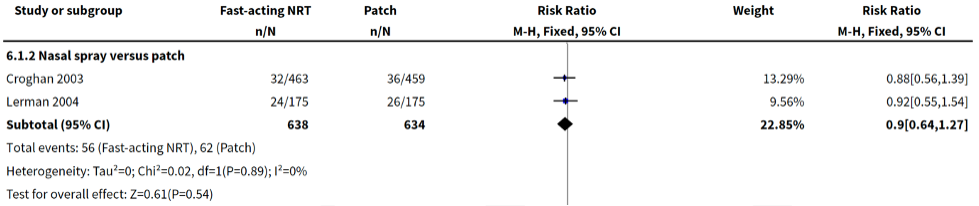 Study or subgroup Fast-acting NRT Patch Risk Ratio Weight Risk Ratio
n/N n/N M-H, Fixed, 95% CI M-H, Fixed, 95% CI
6.1.2 Nasal spray versus patch
Croghan 2003 32/463 36/459 13.29% 0.88[0.56,1.39]
Lerman 2004 24/175 26/175 9.56% 0.92[0.55,1.54]
Subtotal (95% CI) 638 634 22.85% 0.9[0.64,1.27]
Total events: 56 (Fast-acting NRT), 62 (Patch)
Heterogeneity: Tau²=0; Chi²=0.02, df=1(P=0.89); I²=0%
Test for overall effect: Z=0.61(P=0.54)